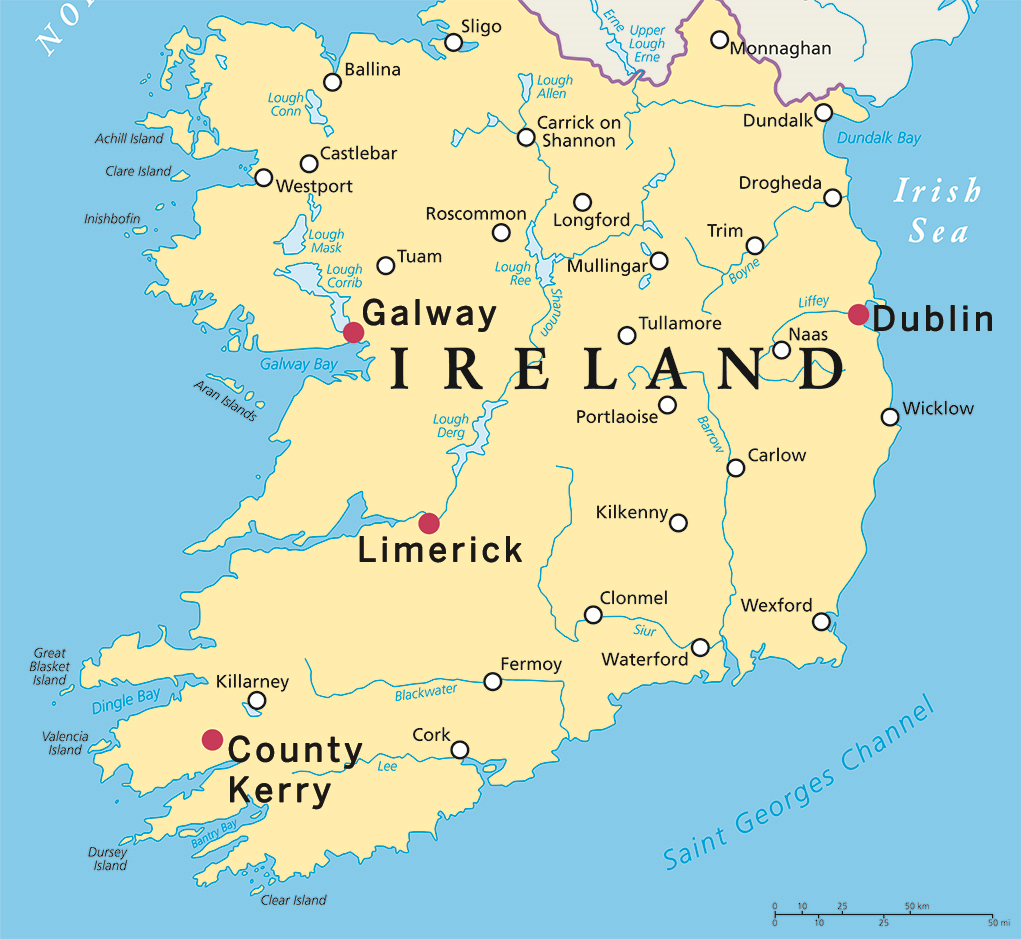 NO
Erne
Upper
Lough
Erne
Sligo
Monnaghan
Ballina
Lough
Allen
Lough
Conn
Dundalk
Carrick on
Shannon
Dundalk Bay
Achill Island
Castlebar
Clare Island
Westport
Drogheda
Irish
Sea
Inishbofin
Roscommon
Longford
Trim
Lough
Mask
Tuam
Lough
Ree
Mullingar
Boyne
Lough
Corrib
Shannon
Liffey
Galway
Dublin
Tullamore
Naas
Galway Bay
IRELAND
Aran Islands
Portlaoise
Wicklow
Lough
Derg
Barrow
Carlow
Kilkenny
Limerick
Clonmel
Wexford
Siur
Great
Blasket
Island
Waterford
Fermoy
Killarney
Blackwater
Dingle Bay
Valencia
Island
Cork
County
Kerry
Lee
Saint Georges Channel
Bantry Bay
Dursey
Island
Clear Island
0 10 25 50 km
0 10 25 50 mi